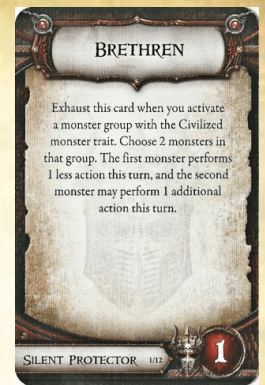 BRETHREN
Exhaust this card when you activate
a monster group with the Civilized
monster trait. Choose 2 monsters in
that group. The first monster performs
1 less action this turn, and the second
monster may perform 1 additional
action this turn.
SILENT PROTECTOR 1/12 1